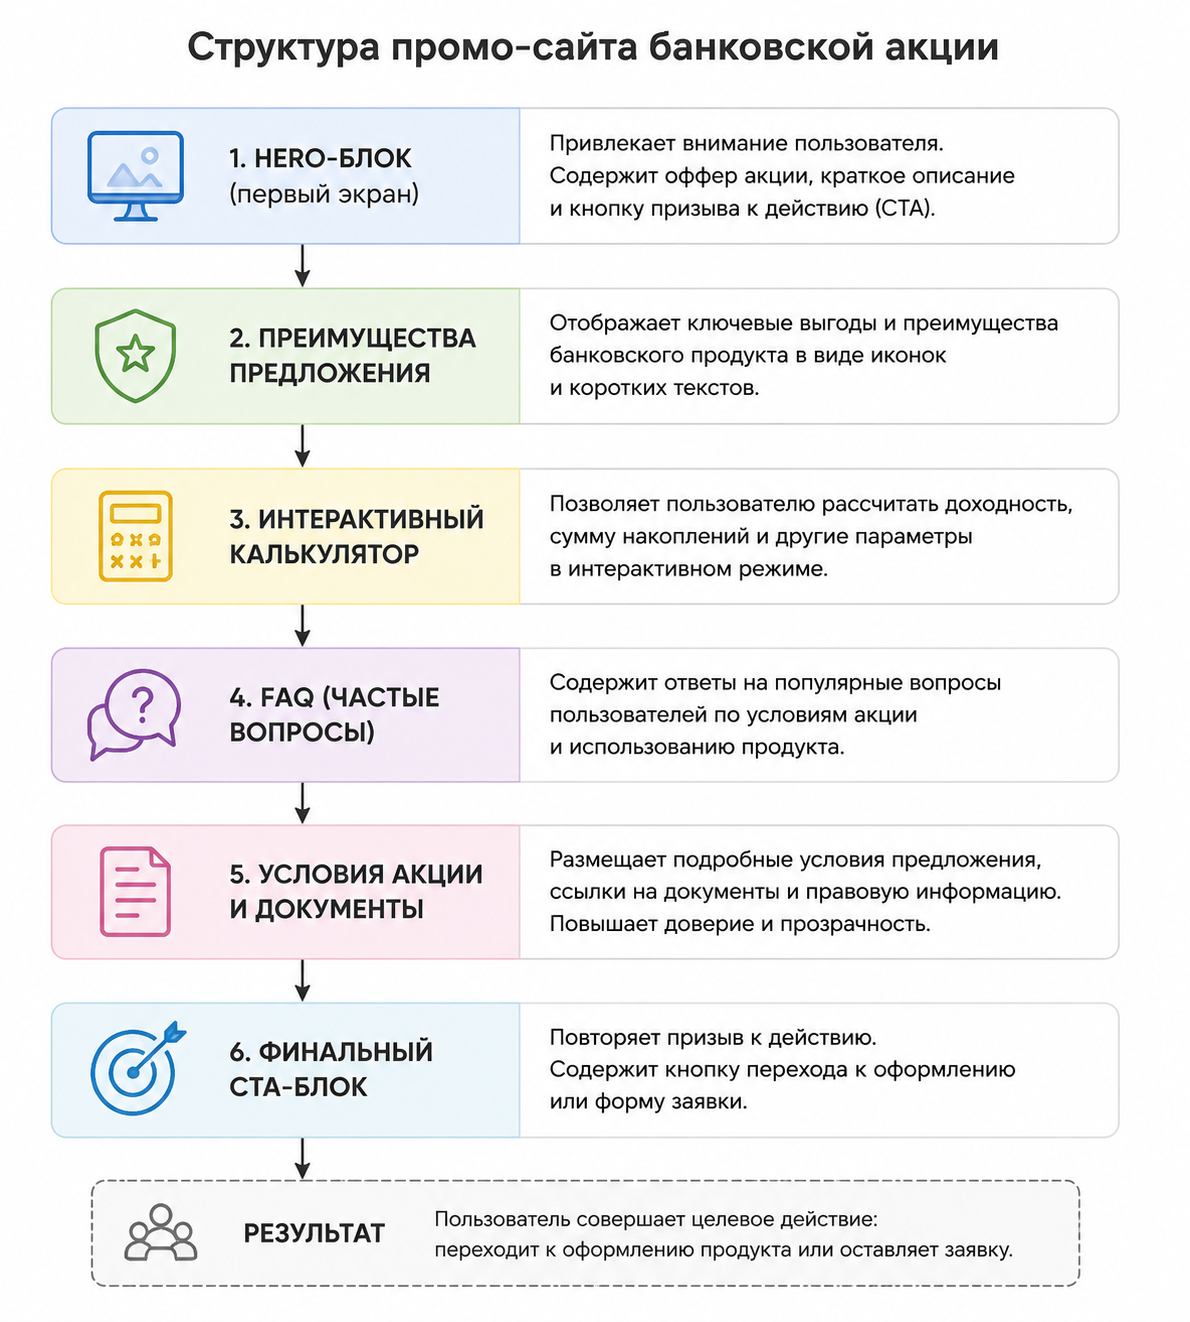 Структура промо-сайта банковской акции
1. HERO-БЛОК
(первый экран)
Привлекает внимание пользователя.
Содержит оффер акции, краткое описание
и кнопку призыва к действию (CTA).
2. ПРЕИМУЩЕСТВА
ПРЕДЛОЖЕНИЯ
Отображает ключевые выгоды и преимущества
банковского продукта в виде иконок
и коротких текстов.
3. ИНТЕРАКТИВНЫЙ
КАЛЬКУЛЯТОР
Позволяет пользователю рассчитать доходность,
сумму накоплений и другие параметры
в интерактивном режиме.
4. FAQ (ЧАСТЫЕ
ВОПРОСЫ)
Содержит ответы на популярные вопросы
пользователей по условиям акции
и использованию продукта.
5. УСЛОВИЯ АКЦИИ
И ДОКУМЕНТЫ
Размещает подробные условия предложения,
ссылки на документы и правовую информацию.
Повышает доверие и прозрачность.
6. ФИНАЛЬНЫЙ
CTA-БЛОК
Повторяет призыв к действию.
Содержит кнопку перехода к оформлению
или форму заявки.
РЕЗУЛЬТАТ
Пользователь совершает целевое действие:
переходит к оформлению продукта или оставляет заявку.